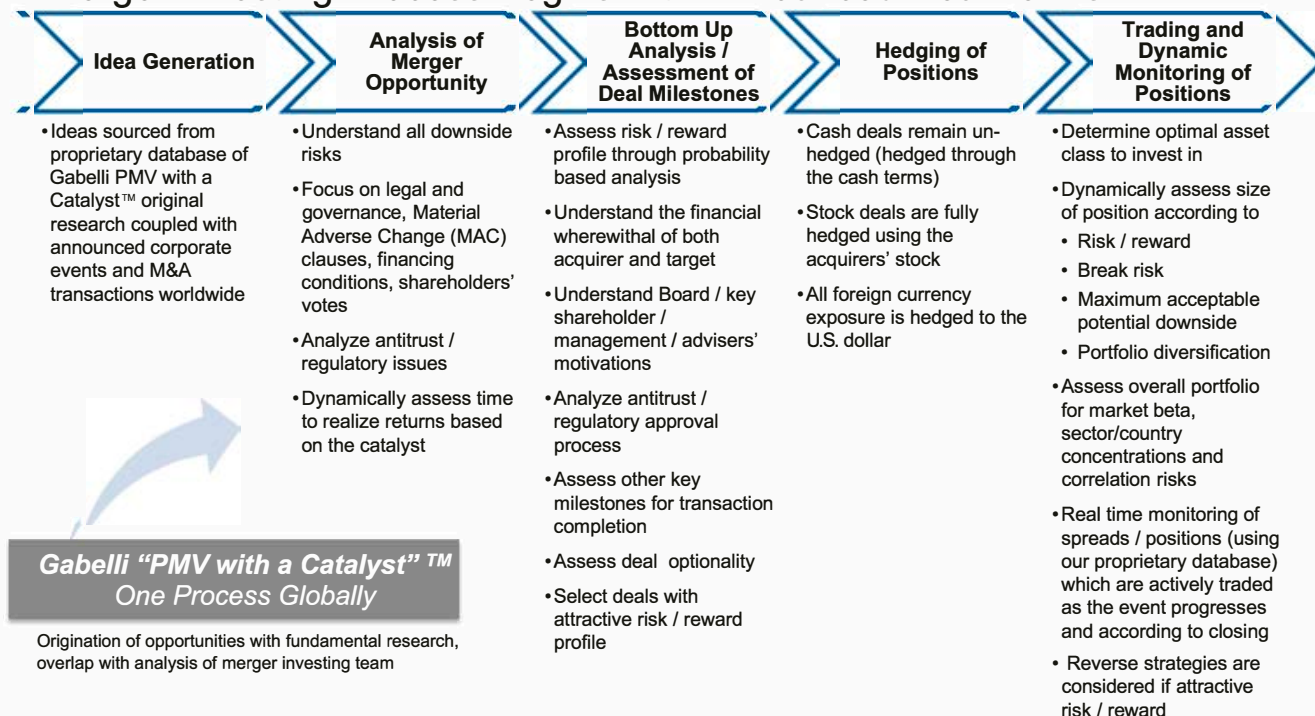 Idea Generation
Analysis of
Merger
Opportunity
Bottom Up
Analysis /
Assessment of
Deal Milestones
Hedging of
Positions
Trading and
Dynamic
Monitoring of
Positions
•Ideas sourced from
proprietary database of
Gabelli PMV with a
Catalyst™ original
research coupled with
announced corporate
events and M&A
transactions worldwide
•Understand all downside
risks
•Focus on legal and
governance, Material
Adverse Change (MAC)
clauses, financing
conditions, shareholders’
votes
•Analyze antitrust /
regulatory issues
•Dynamically assess time
to realize returns based
on the catalyst
•Assess risk / reward
profile through probability
based analysis
•Understand the financial
wherewithal of both
acquirer and target
•Understand Board / key
shareholder /
management / advisers’
motivations
•Analyze antitrust /
regulatory approval
process
•Assess other key
milestones for transaction
completion
•Assess deal optionality
•Select deals with
attractive risk / reward
profile
•Cash deals remain un-
hedged (hedged through
the cash terms)
•Stock deals are fully
hedged using the
acquirers’ stock
•All foreign currency
exposure is hedged to the
U.S. dollar
•Determine optimal asset
class to invest in
•Dynamically assess size
of position according to
• Risk / reward
• Break risk
• Maximum acceptable
potential downside
• Portfolio diversification
•Assess overall portfolio
for market beta,
sector/country
concentrations and
correlation risks
•Real time monitoring of
spreads / positions (using
our proprietary database)
which are actively traded
as the event progresses
and according to closing
• Reverse strategies are
considered if attractive
risk / reward
Gabelli “PMV with a Catalyst” ™
One Process Globally
Origination of opportunities with fundamental research,
overlap with analysis of merger investing team